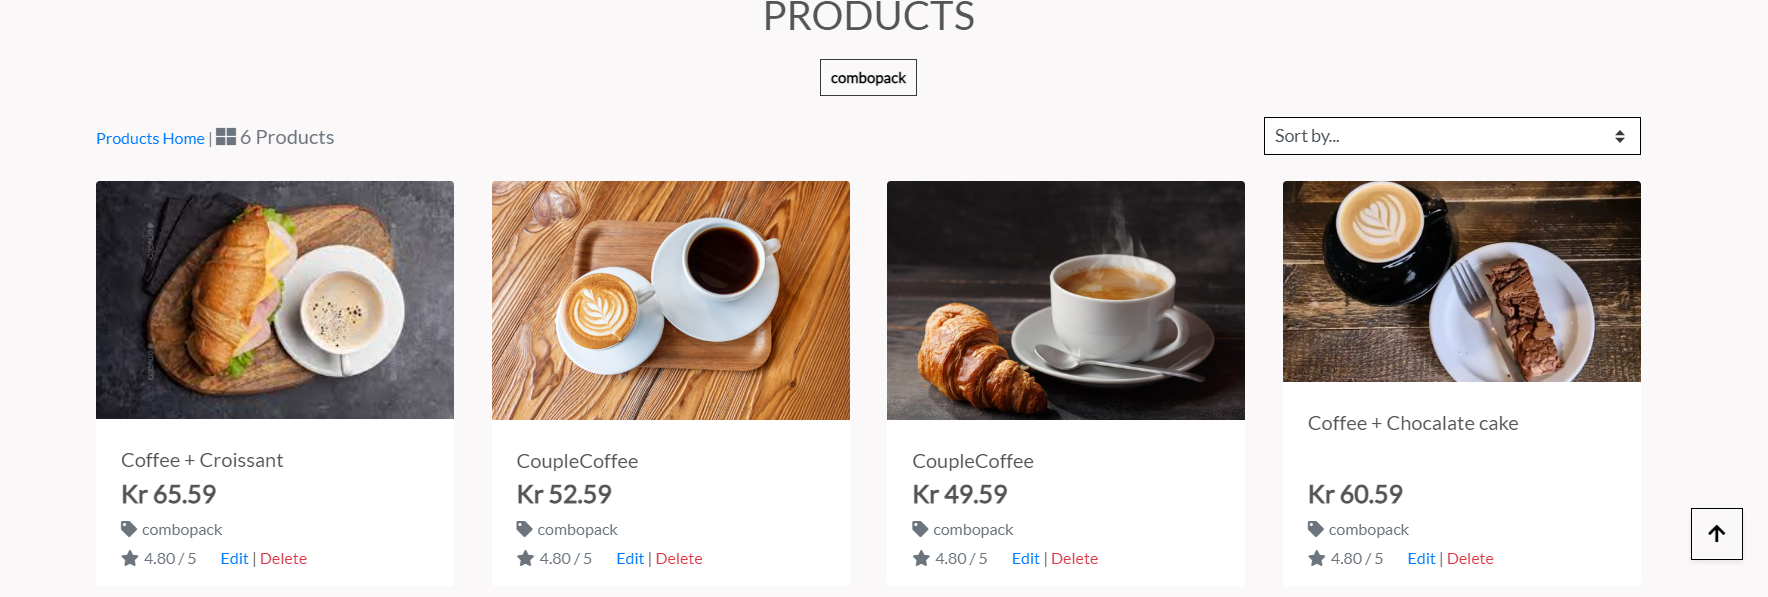 PRODUCTS
combopack
Products Home | 6 Products
Sort by...
Coffee + Croissant
Kr 65.59
combopack
4.80 / 5 Edit | Delete
CoupleCoffee
Kr 52.59
combopack
4.80 / 5 Edit | Delete
CoupleCoffee
Kr 49.59
combopack
4.80 / 5 Edit | Delete
Coffee + Chocalate cake
Kr 60.59
combopack
4.80 / 5 Edit | Delete